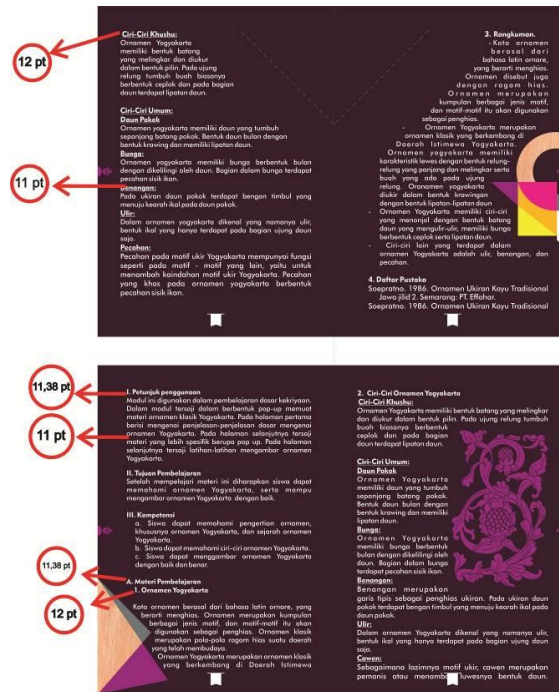 12 pt
Ciri-Ciri Khushu:
Ornamen Yogyakarta
memiliki bentuk batang
yang melingkar dan diukur
dalam bentuk pilin. Pada ujung
relung tumbuh buah biasanya
berbentuk ceplok dan pada bagian
daun terdapat lipatan daun.
Ciri-Ciri Umum:
Daun Pokok
Ornamen yogyakarta memiliki daun yang tumbuh
sepanjang batang pokok. Bentuk daun bulan dengan
bentuk krawing dan memiliki lipatan daun.
Bunga:
Ornamen yogyakarta memiliki bunga berbentuk bulan
dengan dikelilingi oleh daun. Bagian dalam bunga terdapat
pecahan sisik ikan.
11 pt
Benangan:
Pada ukiran daun pokok terdapat bengan timbul yang
menuju kearah ikal pada daun pokok.
Ulir:
Dalam ornamen yogyakarta dikenal yang namanya ulir,
bentuk ikal yang hanya terdapat pada bagian ujung daun
saja.
Pecahan:
Pecahan pada motif ukir Yogyakarta mempunyai fungsi
seperti pada motif - motif yang lain, yaitu untuk
menambah kaindahan motif ukir Yogyakarta. Pecahan
yang khas pada ornamen yogyakarta berbentuk
pecahan sisik ikan.
3. Rangkuman.
- Kata ornamen
berasal dari
bahasa latin ornare,
yang berarti menghias.
Ornamen disebut juga
dengan ragam hias.
Ornamen merupakan
kumpulan berbagai jenis motif,
dan motif-motif itu akan digunakan
sebagai penghias.
- Ornamen Yogyakarta merupakan
ornamen klasik yang berkembang di
Daerah Istimewa Yogyakarta.
Ornamen yogyakarta memiliki
karakteristik lewes dengan bentuk relung-
relung yang panjang dan melingkar serta
buah yang ada pada ujung
relung. Oranamen yogyakarta
diukir dalam bentuk krawingan
dengan bentuk lipatan-lipatan daun
- Ornamen Yogyakarta memiliki ciri-ciri
yang menonjol dengan bentuk batang
daun yang mengulir-ulir, memiliki bunga
berbentuk ceplok serta lipatan daun.
- Ciri-ciri lain yang terdapat dalam
ornamen yogyakarta adalah ulir, benangan, dan
pecahan.
4. Daftar Pustaka
Soepratno. 1986. Ornamen Ukiran Kayu Tradisional
Jawa jilid 2. Semarang: PT. Effahar.
Soepratno. 1986. Ornamen Ukiran Kayu Tradisional
11,38 pt
I. Petunjuk penggunaan
Modul ini digunakan dalam pembelajaran dasar kekriyaan.
Dalam modul tersaji dalam berbentuk pop-up memuat
materi ornamen klasik Yogyakarta. Pada halaman pertama
berisi mengenai penjelasan-penjelasan dasar mengenai
11 pt
ornamen Yogyakarta. Pada halaman selanjutnya tersaji
materi yang lebih spesifik berupa pop up. Pada halaman
selanjutnya tersaji latihan-latihan mengambar ornamen
Yogyakarta.
II. Tujuan Pembelajaran
Setelah mempelajari materi ini diharapkan siswa dapat
memahami ornamen Yogyakarta, serta mampu
mengambar ornamen Yogyakarta dengan baik.
III. Kompetensi
a. Siswa dapat memahami pengertian ornamen,
khususnya ornamen Yogyakarta, dan sejarah ornamen
Yogyakarta.
b. Siswa dapat memahami ciri-ciri ornamen Yogyakarta.
c. Siswa dapat menggambar ornamen Yogyakarta
dengan baik dan benar.
11,38 pt
A. Materi Pembelajaran
1. Ornamen Yogyakarta
12 pt
Kata ornamen berasal dari bahasa latin ornare, yang
berarti menghias. Ornamen merupakan kumpulan
berbagai jenis motif, dan motif-motif itu akan
digunakan sebagai penghias. Ornamen klasik
merupakan pola-pola ragam hias suatu daerah
yang telah membudaya.
Ornamen Yogyakarta merupakan ornamen klasik
yang berkembang di Daerah Istimewa
2. Ciri-Ciri Ornamen Yogyakarta
Ciri-Ciri Khushu:
Ornamen Yogyakarta memiliki bentuk batang yang melingkar
dan diukur dalam bentuk pilin. Pada ujung relung tumbuh
buah biasanya berbentuk
ceplok dan pada bagian
daun terdapat lipatan daun.
Ciri-Ciri Umum:
Daun Pokok
Ornamen Yogyakarta
memiliki daun yang tumbuh
sepanjang batang pokok.
Bentuk daun bulan dengan
bentuk krawing dan memiliki
lipatan daun.
Bunga:
Ornamen Yogyakarta
memiliki bunga berbentuk
bulan dengan dikelilingi oleh
daun. Bagian dalam bunga
terdapat pecahan sisik ikan.
Benangan:
Benangan merupakan
garis tipis sebagai penghias ukiran. Pada ukiran daun
pokok terdapat bengan timbul yang menuju kearah ikal pada
daun pokok.
Ulir:
Dalam ornamen Yogyakarta dikenal yang namanya ulir,
bentuk ikal yang hanya terdapat pada bagian ujung daun
saja.
Cawen:
Sebagaimana lazimnya motif ukir, cawen merupakan
pemanis atau menambah luwesnya bentuk daun.